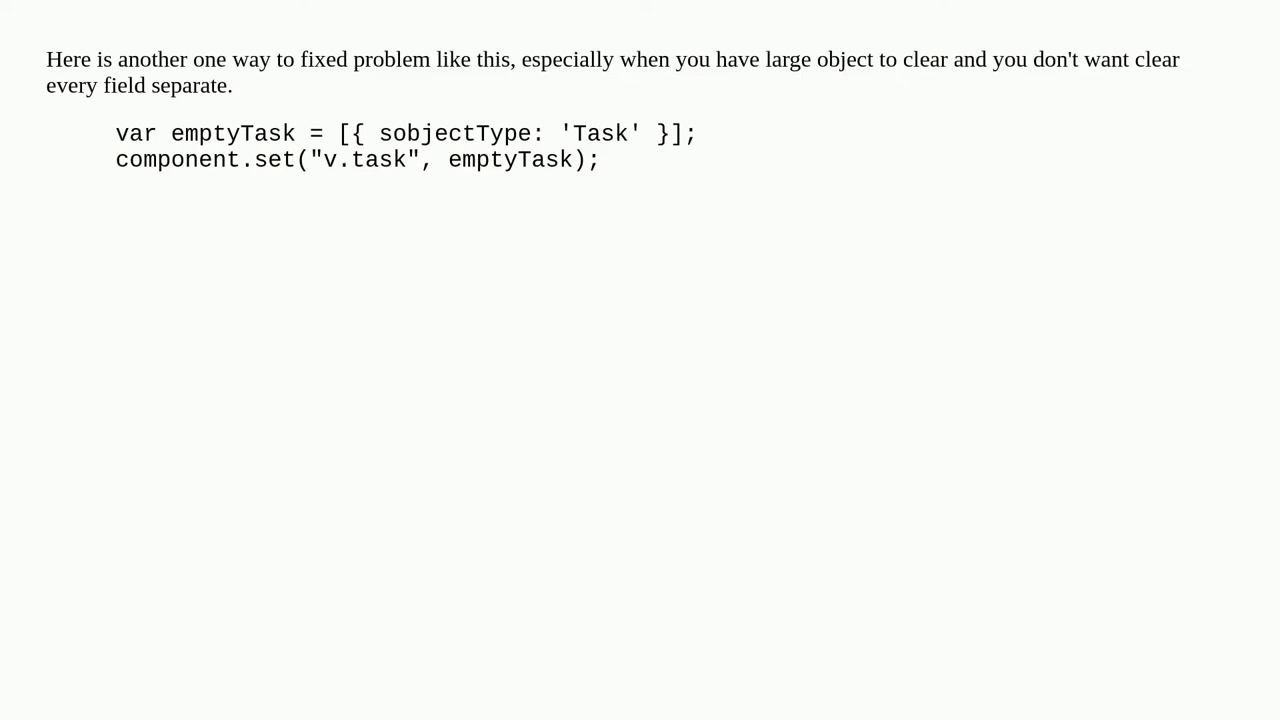 Here is another one way to fixed problem like this, especially when you have large object to clear and you don't want clear
every field separate.
var emptyTask = [{ sobjectType: 'Task' }];
component.set("v.task", emptyTask);